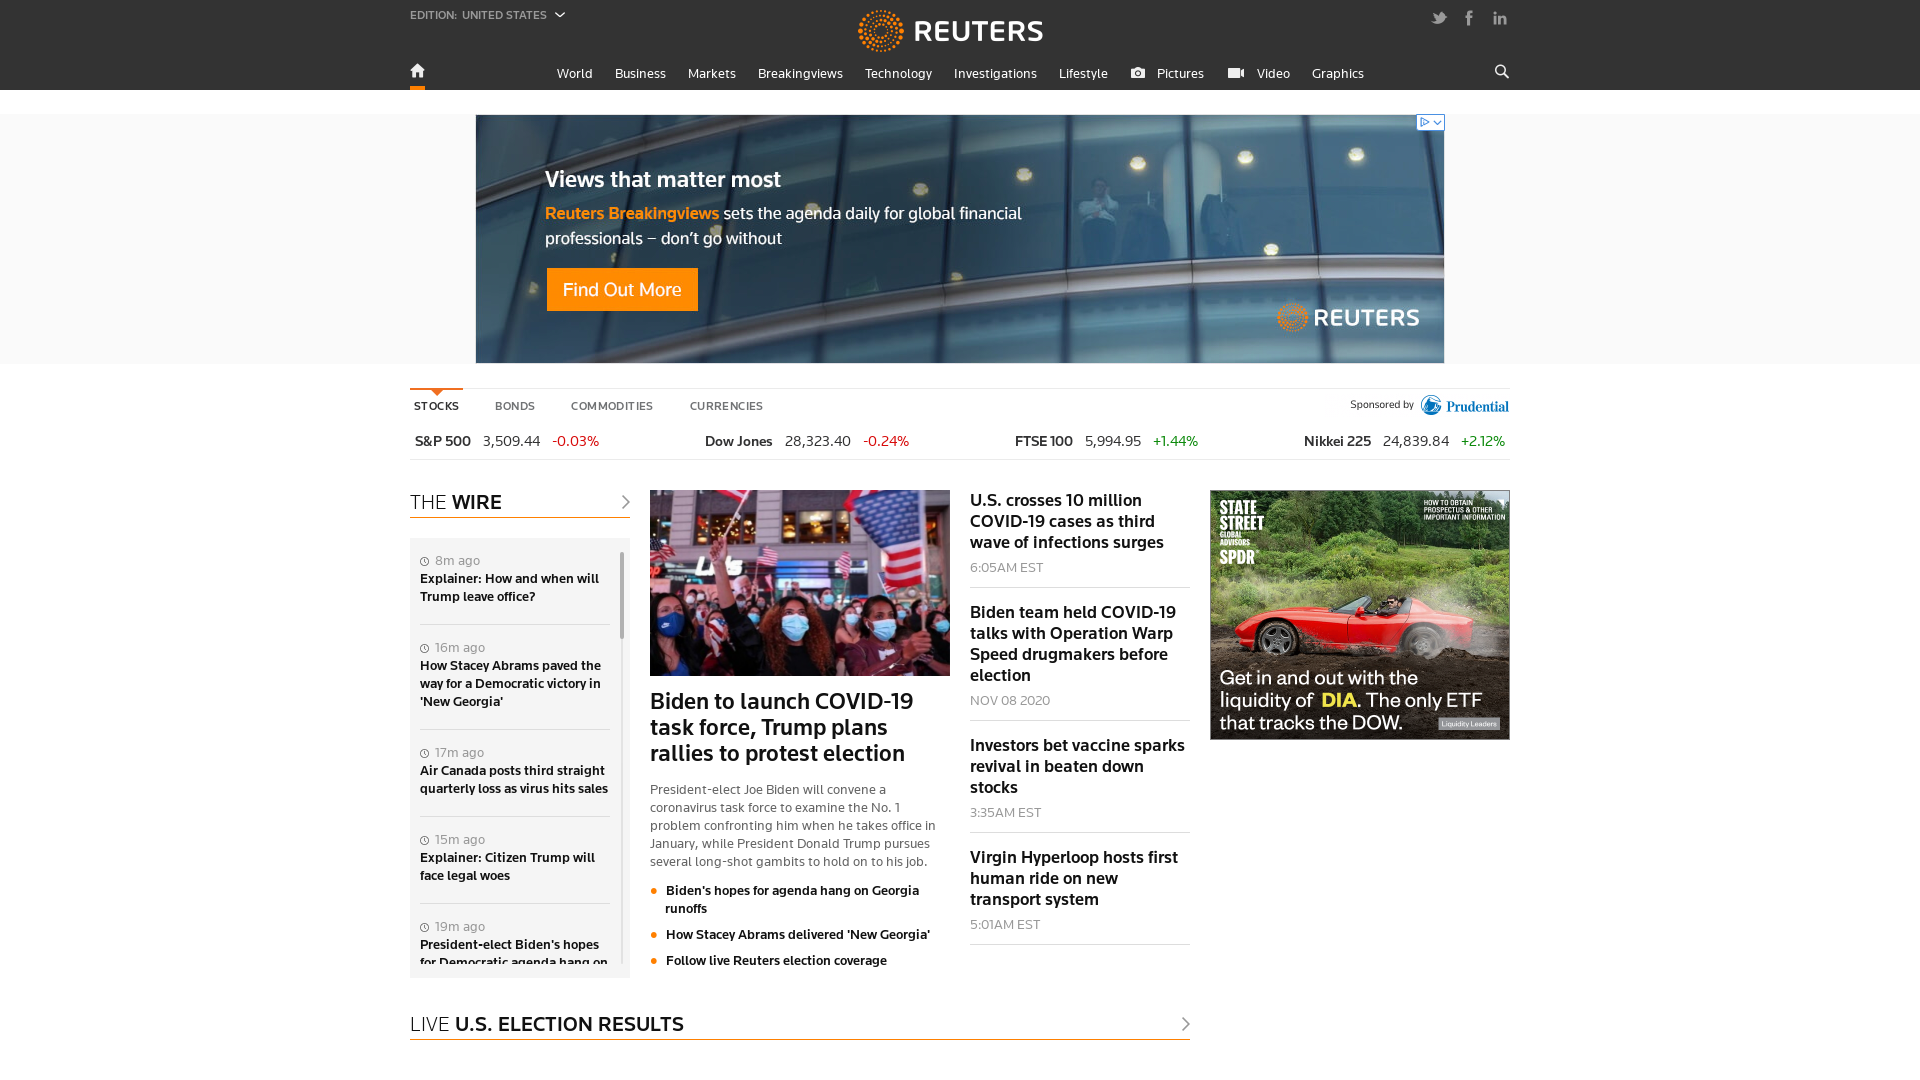 EDITION: UNITED STATES
REUTERS
World Business Markets Breakingviews Technology Investigations Lifestyle Pictures Video Graphics
Views that matter most
Reuters Breakingviews sets the agenda daily for global financial
professionals – don't go without
Find Out More
REUTERS
STOCKS BONDS COMMODITIES CURRENCIES
Sponsored by Prudential
S&P 500 3,509.44 -0.03% Dow Jones 28,323.40 -0.24% FTSE 100 5,994.95 +1.44% Nikkei 225 24,839.84 +2.12%
THE WIRE
8m ago
Explainer: How and when will
Trump leave office?
16m ago
How Stacey Abrams paved the
way for a Democratic victory in
'New Georgia'
17m ago
Air Canada posts third straight
quarterly loss as virus hits sales
15m ago
Explainer: Citizen Trump will
face legal woes
19m ago
President-elect Biden's hopes
for Democratic agenda hang on
Biden to launch COVID-19
task force, Trump plans
rallies to protest election
President-elect Joe Biden will convene a
coronavirus task force to examine the No. 1
problem confronting him when he takes office in
January, while President Donald Trump pursues
several long-shot gambits to hold on to his job.
Biden's hopes for agenda hang on Georgia
runoffs
How Stacey Abrams delivered 'New Georgia'
Follow live Reuters election coverage
U.S. crosses 10 million
COVID-19 cases as third
wave of infections surges
6:05AM EST
Biden team held COVID-19
talks with Operation Warp
Speed drugmakers before
election
NOV 08 2020
Investors bet vaccine sparks
revival in beaten down
stocks
3:35AM EST
Virgin Hyperloop hosts first
human ride on new
transport system
5:01AM EST
STATE
STREET
GLOBAL
ADVISORS
SPDR
HOW TO OBTAIN
PROSPECTUS & OTHER
IMPORTANT INFORMATION
Get in and out with the
liquidity of DIA. The only ETF
that tracks the DOW.
Liquidity Leaders
LIVE U.S. ELECTION RESULTS